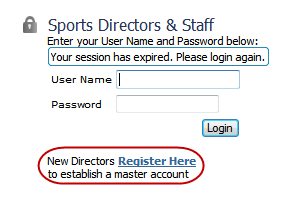 Sports Directors & Staff
Enter your User Name and Password below:
Your session has expired. Please login again.
User Name
Password
Login
New Directors Register Here
to establish a master account